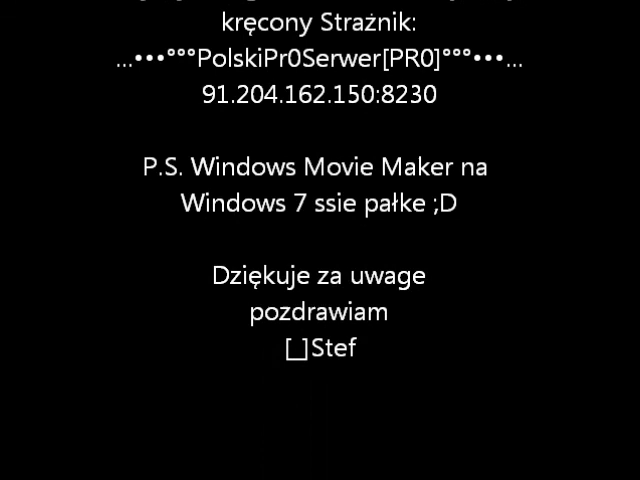 kręcony Strażnik:
...•••°°°PolskiPr0Serwer[PR0]°°°•••...
91.204.162.150:8230
P.S. Windows Movie Maker na
Windows 7 ssie pałke ;D
Dziękuje za uwage
pozdrawiam
[_]Stef